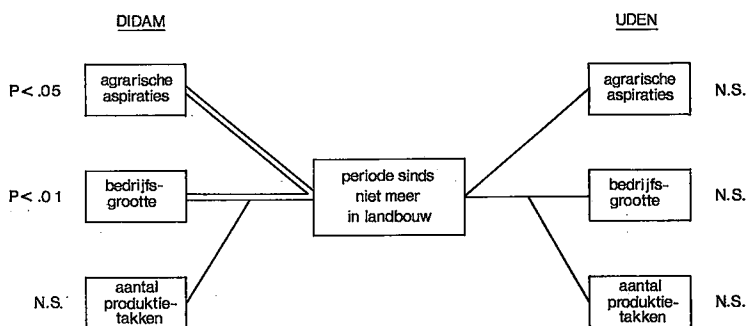 DIDAM
UDEN
P< .05
agrarische
aspiraties
agrarische
aspiraties
N.S.
P< .01
bedrijfs-
grootte
periode sinds
niet meer
in landbouw
bedrijfs-
grootte
N.S.
N.S.
aantal
produktie-
takken
aantal
produktie-
takken
N.S.